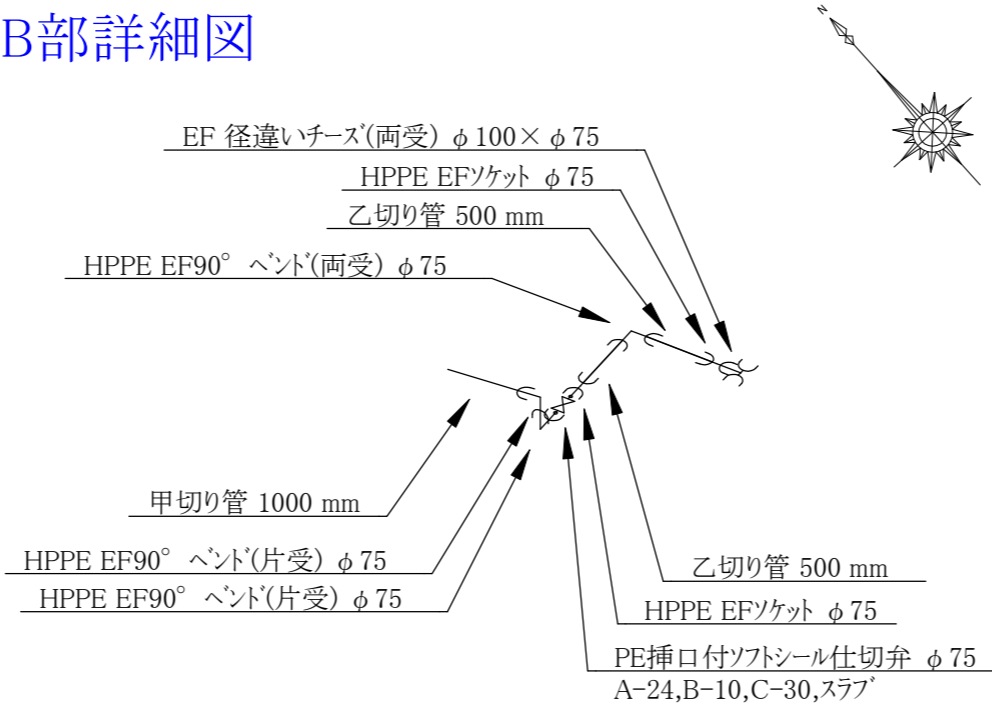 B部詳細図
N
EF 径違いチーズ(両受) φ100×φ75
HPPE EFソケット φ75
乙切り管 500 mm
HPPE EF90° ベンド(両受) φ75
甲切り管 1000 mm
HPPE EF90° ベンド(片受) φ75
HPPE EF90° ベンド(片受) φ75
乙切り管 500 mm
HPPE EFソケット φ75
PE挿口付ソフトシール仕切弁 φ75
A-24,B-10,C-30,スラブ